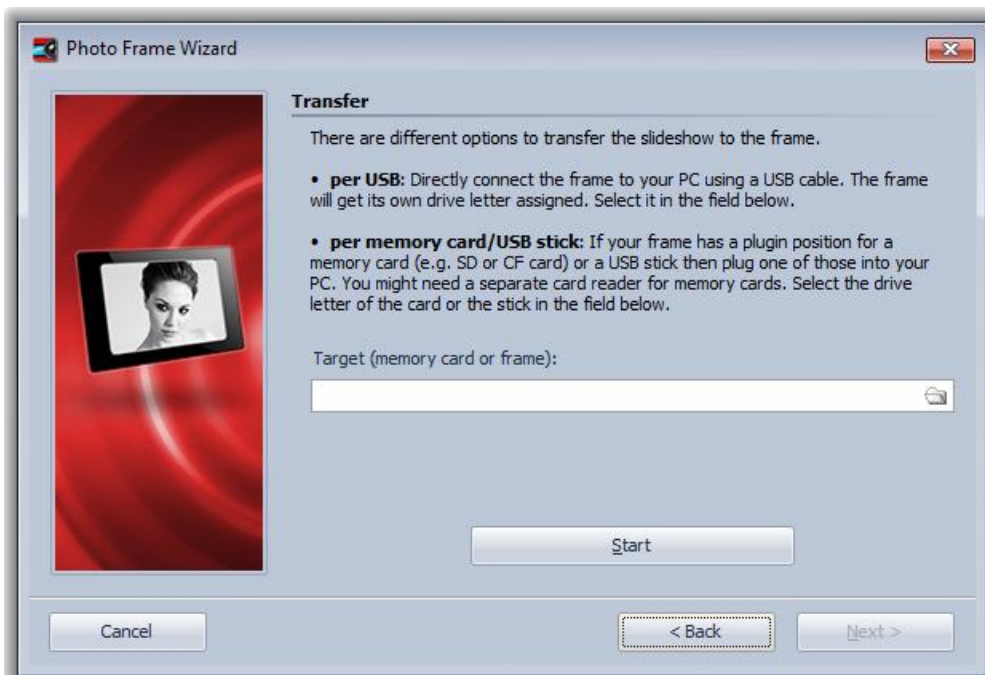 Photo Frame Wizard
Transfer
There are different options to transfer the slideshow to the frame.
• per USB: Directly connect the frame to your PC using a USB cable. The frame
will get its own drive letter assigned. Select it in the field below.
• per memory card/USB stick: If your frame has a plugin position for a
memory card (e.g. SD or CF card) or a USB stick then plug one of those into your
PC. You might need a separate card reader for memory cards. Select the drive
letter of the card or the stick in the field below.
Target (memory card or frame):
Start
Cancel
< Back
Next >